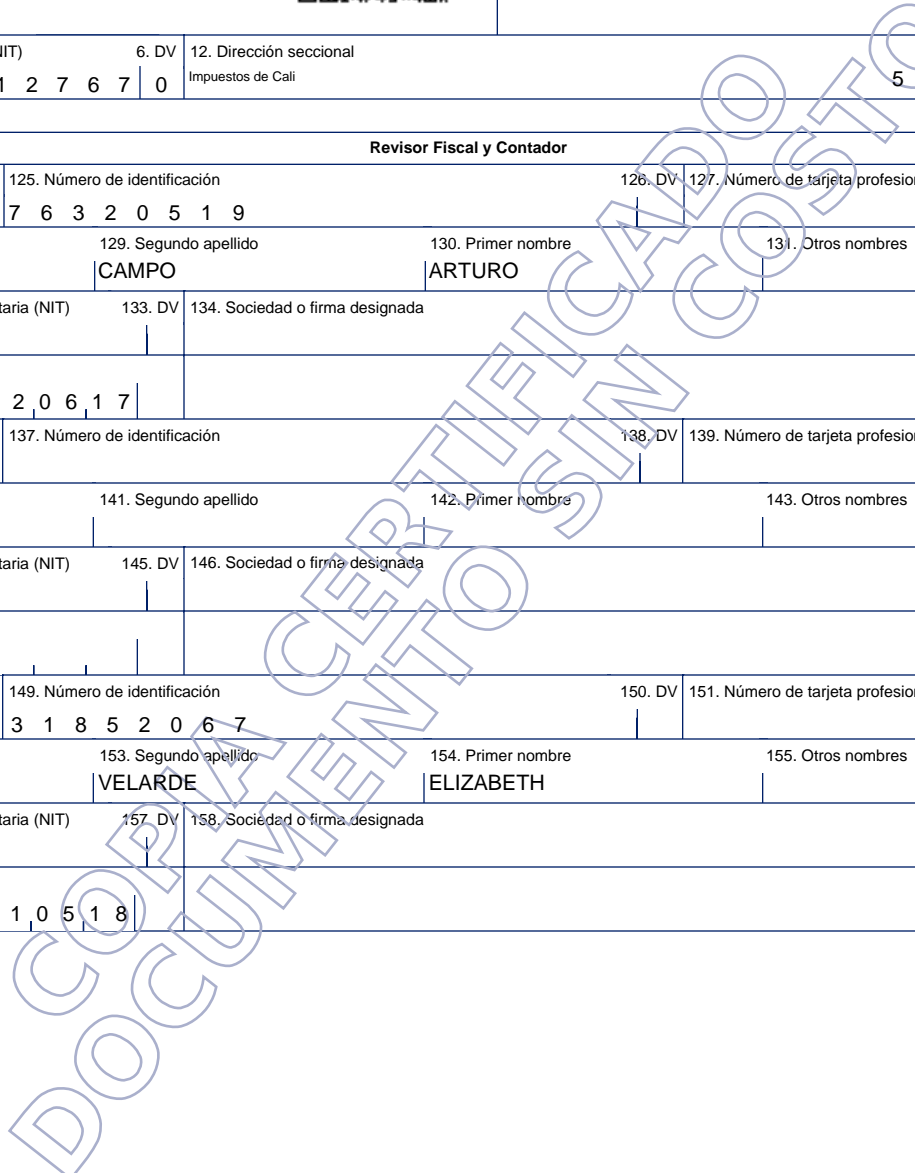 NIT) 6. DV 12. Dirección seccional
1 2 7 6 7 0 Impuestos de Cali 5
Revisor Fiscal y Contador
125. Número de identificación 126. DV 127. Número de tarjeta profesion
7 6 3 2 0 5 1 9
129. Segundo apellido 130. Primer nombre 131. Otros nombres
CAMPO ARTURO
taria (NIT) 133. DV 134. Sociedad o firma designada
2 0 6 1 7
137. Número de identificación 138. DV 139. Número de tarjeta profesion
141. Segundo apellido 142. Primer nombre 143. Otros nombres
taria (NIT) 145. DV 146. Sociedad o firma designada
149. Número de identificación 150. DV 151. Número de tarjeta profesion
3 1 8 5 2 0 6 7
153. Segundo apellido 154. Primer nombre 155. Otros nombres
VELARDE ELIZABETH
taria (NIT) 157. DV 158. Sociedad o firma designada
1 0 5 1 8
COPIA CERTIFICADO
DOCUMENTO SIN COSTO